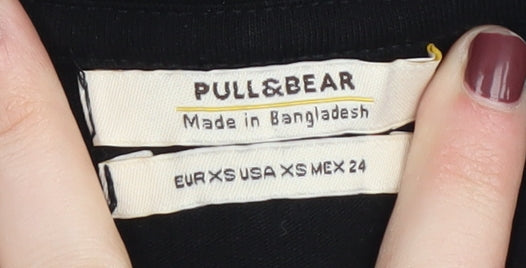 PULL&BEAR
Made in Bangladesh
EUR XS USA XS MEX 24